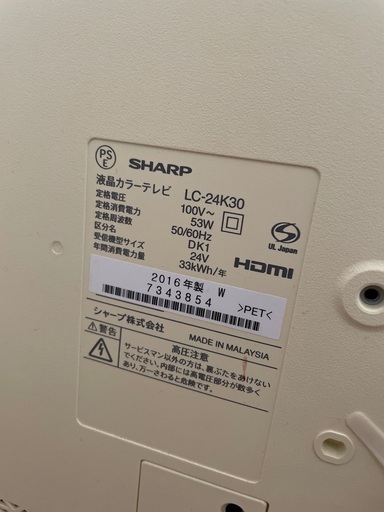 PS
E
SHARP
液晶カラーテレビ LC-24K30
定格電圧 100V～
定格消費電力 53W
定格周波数 50/60Hz
区分名 DK1
受信機型サイズ 24V
年間消費電力量 33kWh/年
UL Japan
HDMI
2016年製 W
7343854
>PET<
シャープ株式会社 MADE IN MALAYSIA
警告 高圧注意
サービスマン以外の方は、裏ぶたをあけない
でください。内部には高電圧部分が数多く
あり、万一さわると危険です。